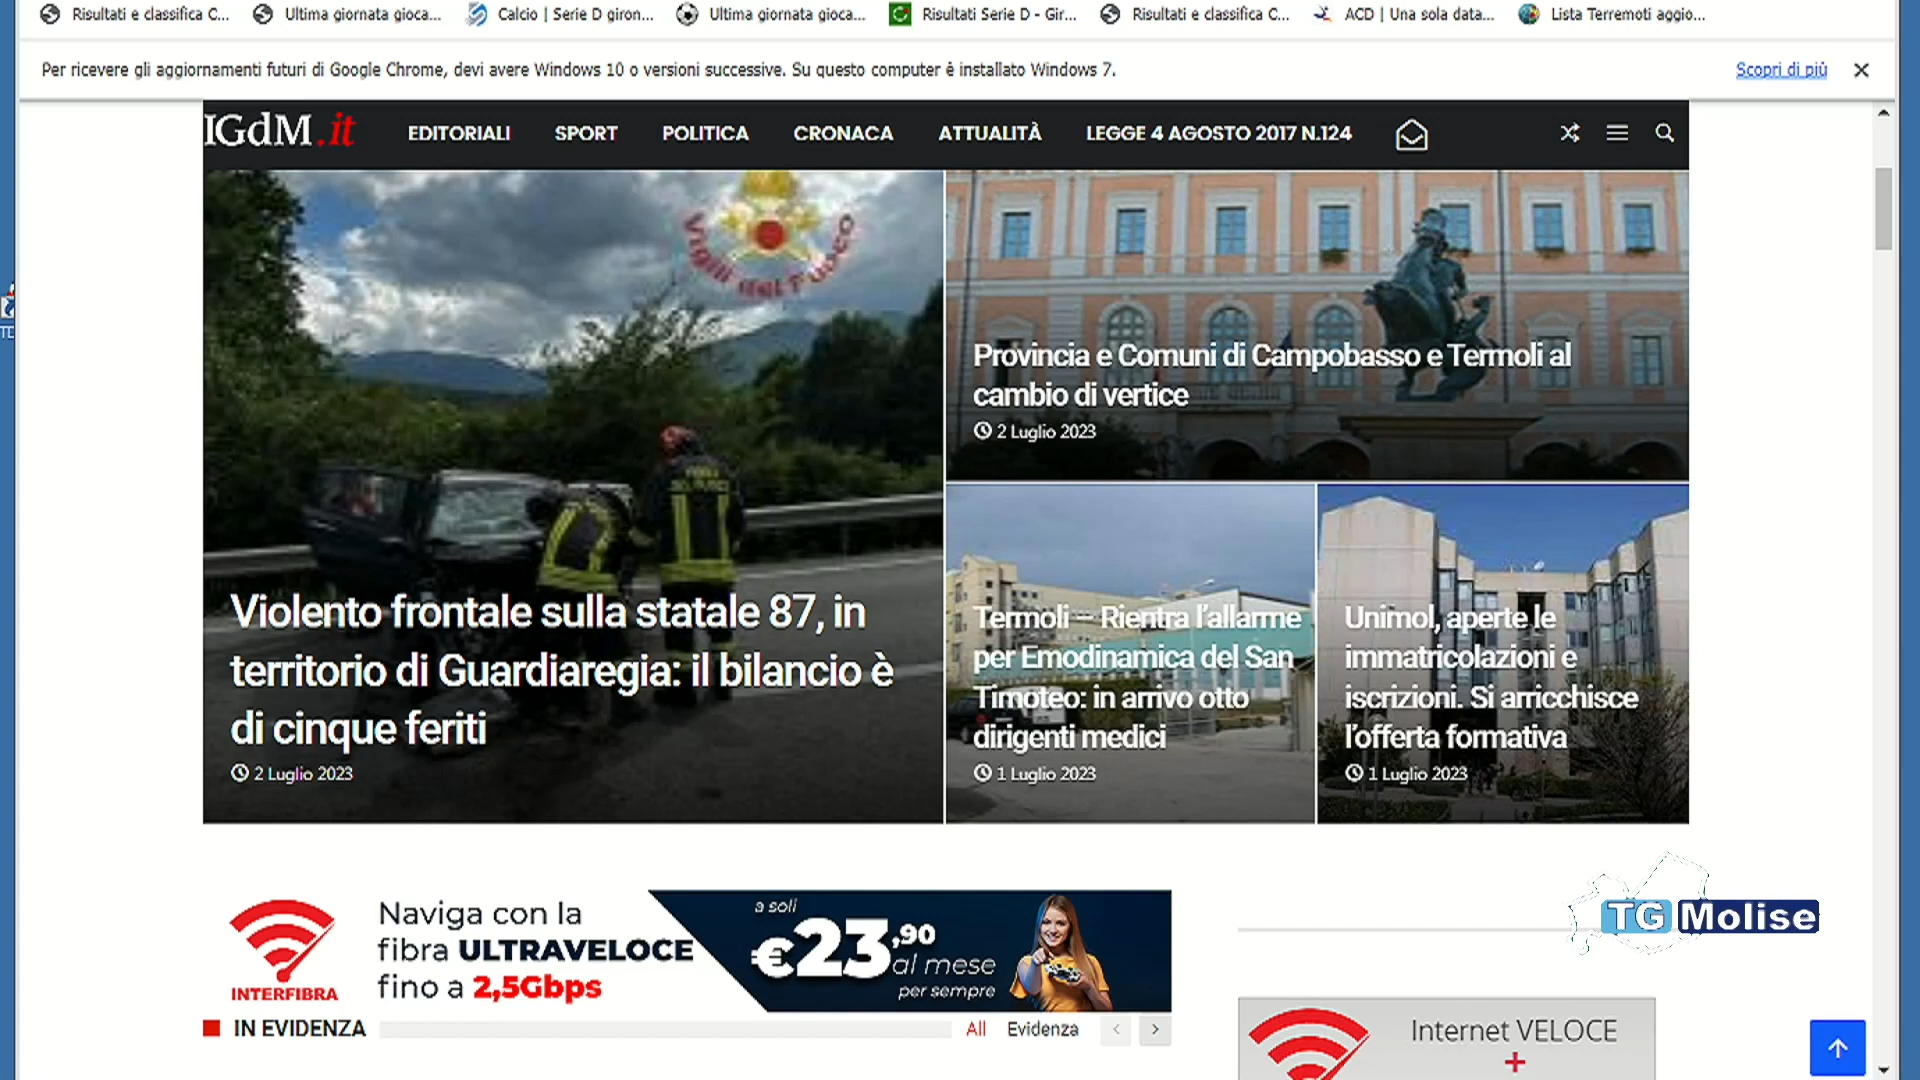 Risultati e classifica C...
Ultima giornata gioca...
Calcio | Serie D giron...
Ultima giornata gioca...
Risultati Serie D - Gir...
Risultati e classifica C...
ACD | Una sola data...
Lista Terremoti aggio...
Per ricevere gli aggiornamenti futuri di Google Chrome, devi avere Windows 10 o versioni successive. Su questo computer è installato Windows 7.
Scopri di più
IGdM.it
EDITORIALI
SPORT
POLITICA
CRONACA
ATTUALITÀ
LEGGE 4 AGOSTO 2017 N.124
Vigili del Fuoco
TE
Violento frontale sulla statale 87, in
territorio di Guardiaregia: il bilancio è
di cinque feriti
2 Luglio 2023
Provincia e Comuni di Campobasso e Termoli al
cambio di vertice
2 Luglio 2023
Termoli – Rientra l'allarme
per Emodinamica del San
Timoteo: in arrivo otto
dirigenti medici
1 Luglio 2023
Unimol, aperte le
immatricolazioni e
iscrizioni. Si arricchisce
l'offerta formativa
1 Luglio 2023
INTERFIBRA
Naviga con la
fibra ULTRAVELOCE
fino a 2,5Gbps
a soli
€23,90
al mese
per sempre
TG Molise
IN EVIDENZA
All
Evidenza
Internet VELOCE
+